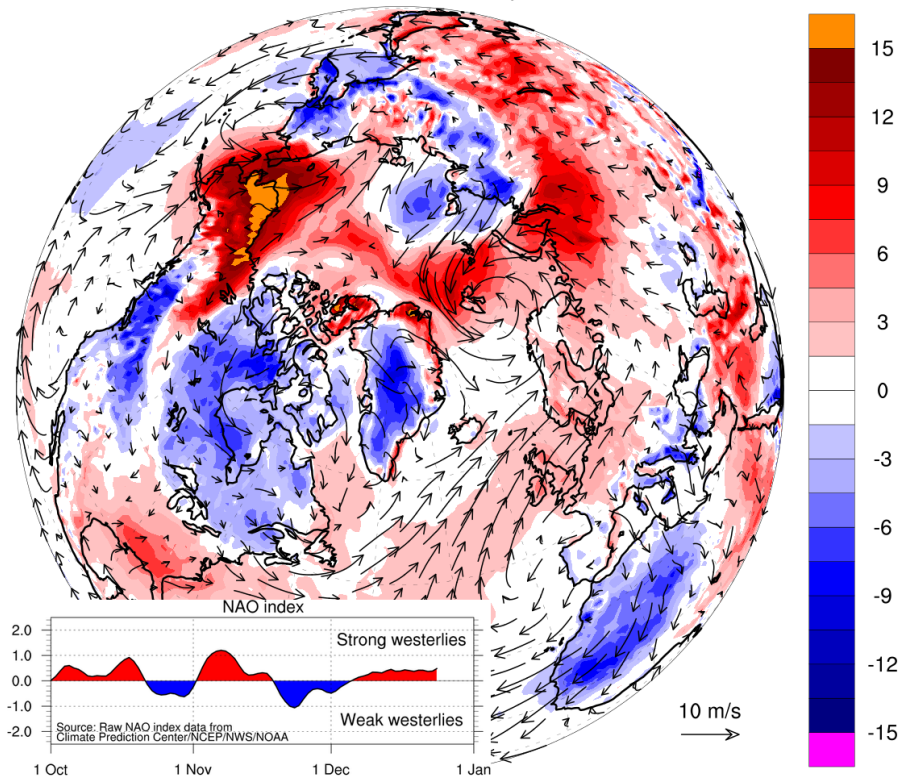 15
12
9
6
3
0
-3
-6
-9
-12
-15
10 m/s
NAO index
2.0
1.0
0.0
-1.0
-2.0
Strong westerlies
Weak westerlies
Source: Raw NAO index data from
Climate Prediction Center/NCEP/NWS/NOAA
1 Oct
1 Nov
1 Dec
1 Jan